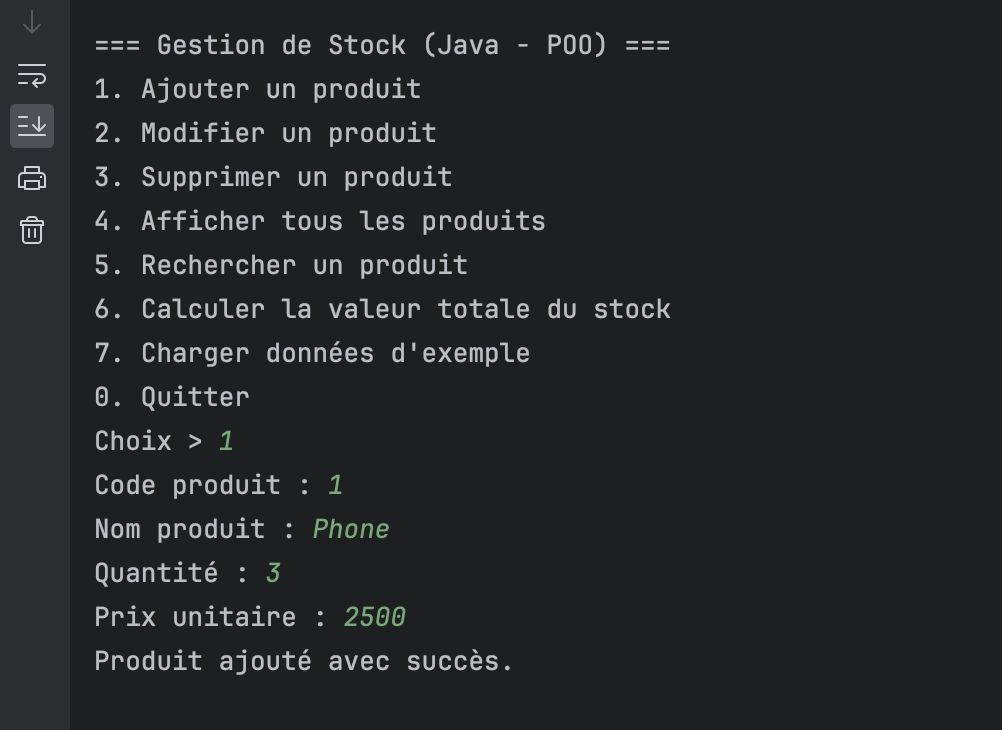 === Gestion de Stock (Java - POO) ===
1. Ajouter un produit
2. Modifier un produit
3. Supprimer un produit
4. Afficher tous les produits
5. Rechercher un produit
6. Calculer la valeur totale du stock
7. Charger données d'exemple
0. Quitter
Choix > 1
Code produit : 1
Nom produit : Phone
Quantité : 3
Prix unitaire : 2500
Produit ajouté avec succès.